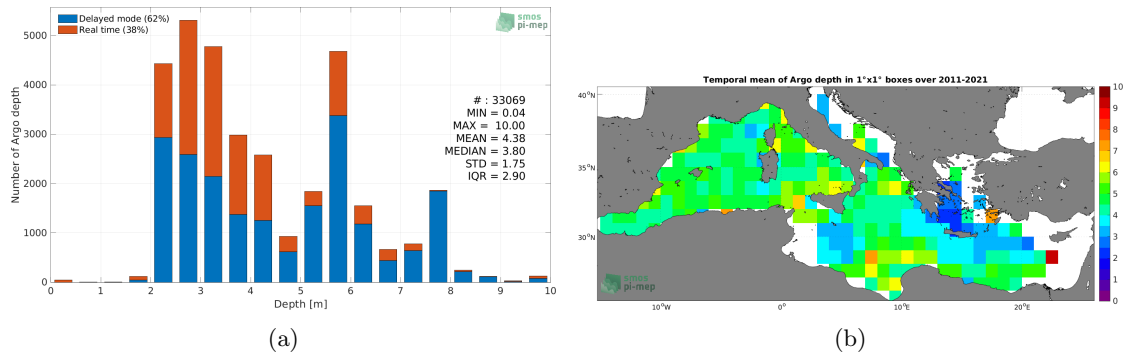 Delayed mode (62%)
Real time (38%)
smos
pi-mep
5000
4000
3000
2000
1000
0
Number of Argo depth
# : 33069
MIN = 0.04
MAX = 10.00
MEAN = 4.38
MEDIAN = 3.80
STD = 1.75
IQR = 2.90
0 1 2 3 4 5 6 7 8 9 10
Depth [m]
(a)
Temporal mean of Argo depth in 1°x1° boxes over 2011-2021
40°N
35°N
30°N
smos
pi-mep
10°W 0° 10°E 20°E
10
9
8
7
6
5
4
3
2
1
0
(b)